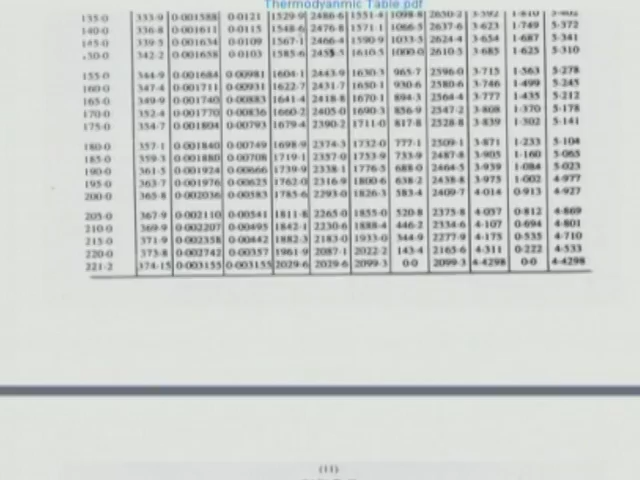 Thermodyanmic Table.pdf
135·0 333·9 0·001588 0·0121 1529·9 2486·6 1551·4 1098·8 2650·2 3·592
140·0 336·8 0·001611 0·0115 1548·6 2476·8 1571·1 1066·5 2637·6 3·623 1·749 5·372
145·0 339·5 0·001634 0·0109 1567·1 2466·4 1590·9 1033·5 2624·4 3·654 1·687 5·341
342·2 0·001658 0·0103 1585·6 1610·5 1000·0 2610·5 3·685 1·625 5·310
155·0 344·9 0·001684 0·00981 1604·1 2443·9 1630·3 965·7 2596·0 3·715 1·563 5·278
160·0 347·4 0·001711 0·00931 1622·7 2431·7 1650·1 930·6 2580·6 3·746 1·499 5·245
165·0 349·9 0·001740 0·00883 1641·4 2418·8 1670·1 894·3 2564·4 3·777 1·435 5·212
170·0 352·4 0·001770 0·00836 1660·2 2405·0 1690·3 856·9 2547·2 3·808 1·370 5·178
175·0 354·7 0·001804 0·00793 1679·4 2390·2 1711·0 817·8 2528·8 3·839 1·302 5·141
180·0 357·1 0·001840 0·00749 1698·9 2374·3 1732·0 777·1 2509·1 3·871 1·233 5·104
185·0 359·3 0·001880 0·00708 1719·1 2357·0 1753·9 733·9 2487·8 3·905 1·160 5·065
190·0 361·5 0·001924 0·00666 1739·9 2338·1 1776·5 688·0 2464·5 3·939 1·084 5·023
195·0 363·7 0·001976 0·00625 1762·0 2316·9 1800·6 638·2 2438·8 3·975 1·002 4·977
200·0 365·8 0·002036 0·00583 1785·6 2293·0 1826·3 583·4 2409·7 4·014 0·913 4·927
205·0 367·9 0·002110 0·00541 1811·8 2265·0 1855·0 520·8 2375·8 4·057 0·812 4·869
210·0 369·9 0·002207 0·00495 1842·1 2230·6 1888·4 446·2 2334·6 4·107 0·694 4·801
215·0 371·9 0·002358 0·00442 1882·3 2183·0 1933·0 344·9 2277·9 4·175 0·535 4·710
220·0 373·8 0·002742 0·00357 1961·9 2087·1 2022·2 143·4 2165·6 4·311 0·222 4·533
221·2 374·15 0·003155 0·003155 2029·6 2029·6 2099·3 0·0 2099·3 4·4298 0·0 4·4298
(11)